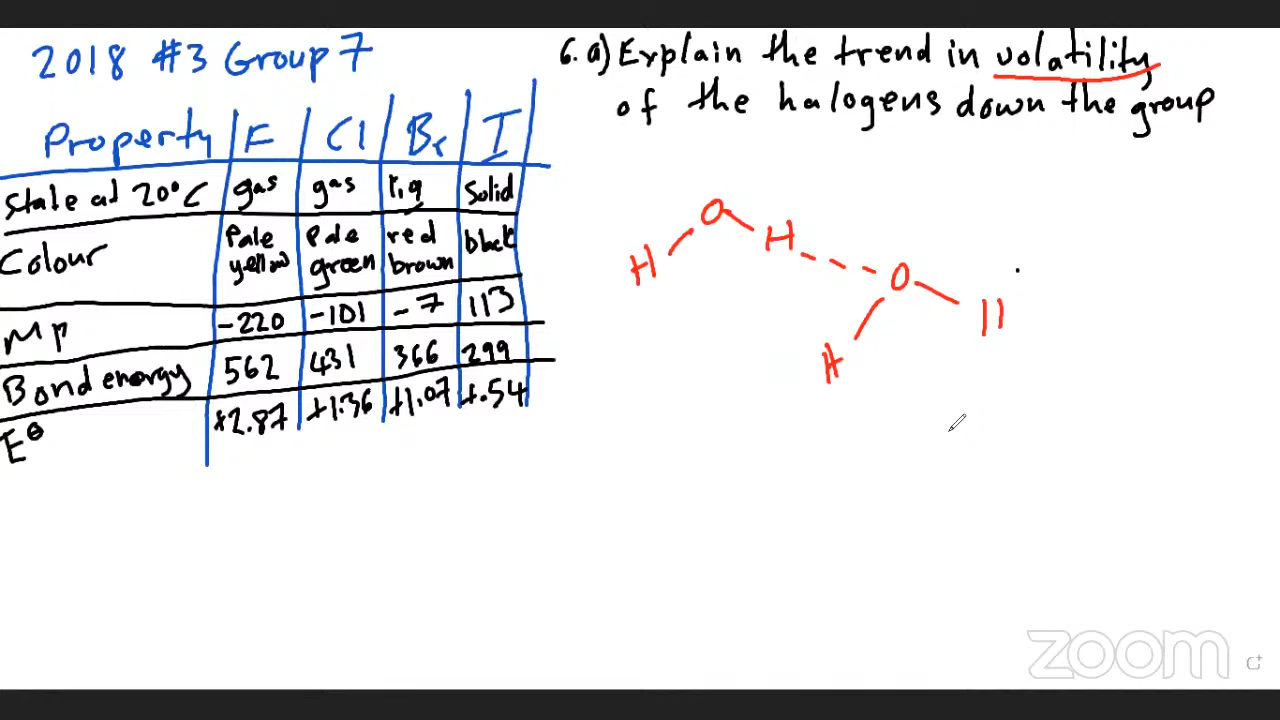 2018 #3 Group 7
Property F Cl Br I
State at 20°C gas gas liq Solid
Colour Pale yellow Pale green red brown black
Mp -220 -101 -7 113
Bond energy 562 431 366 299
E⊖ +2.87 +1.36 +1.07 +.54
6. a) Explain the trend in volatility
of the halogens down the group
O
H H
O
H H
zoom